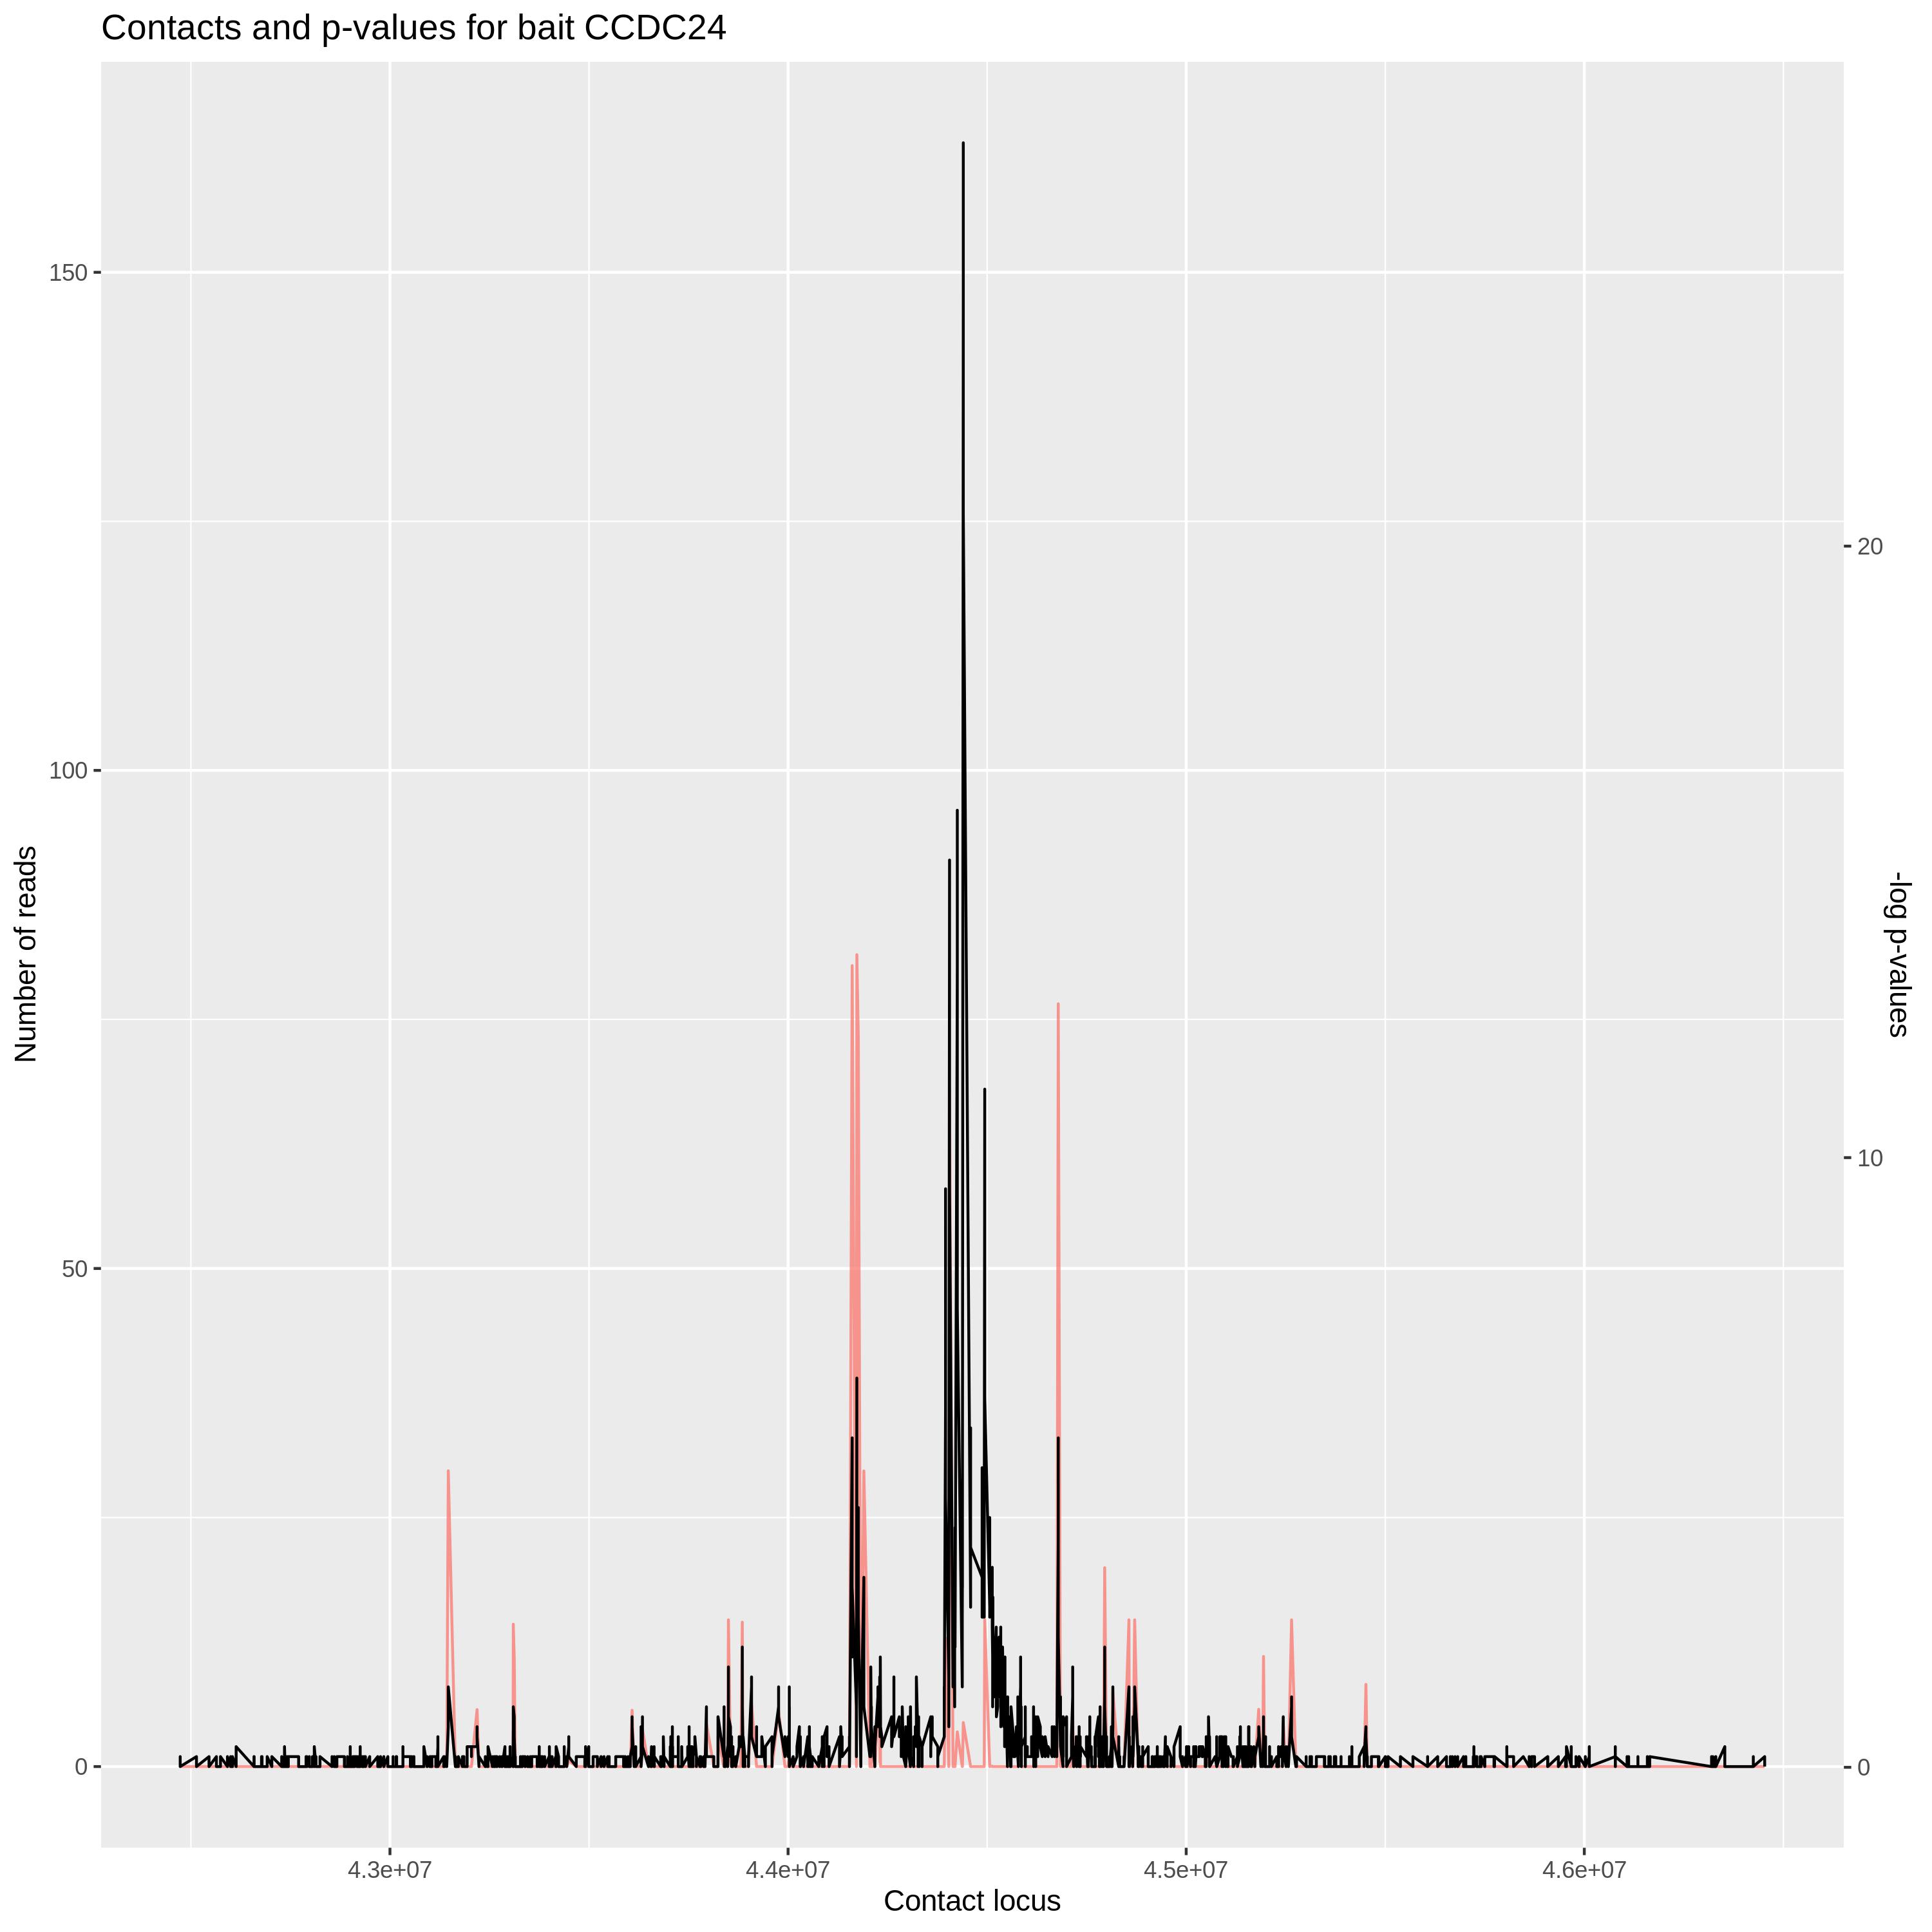 Contacts and p-values for bait CCDC24
150
100
50
0
20
10
0
Number of reads
-log p-values
4.3e+07
4.4e+07
4.5e+07
4.6e+07
Contact locus